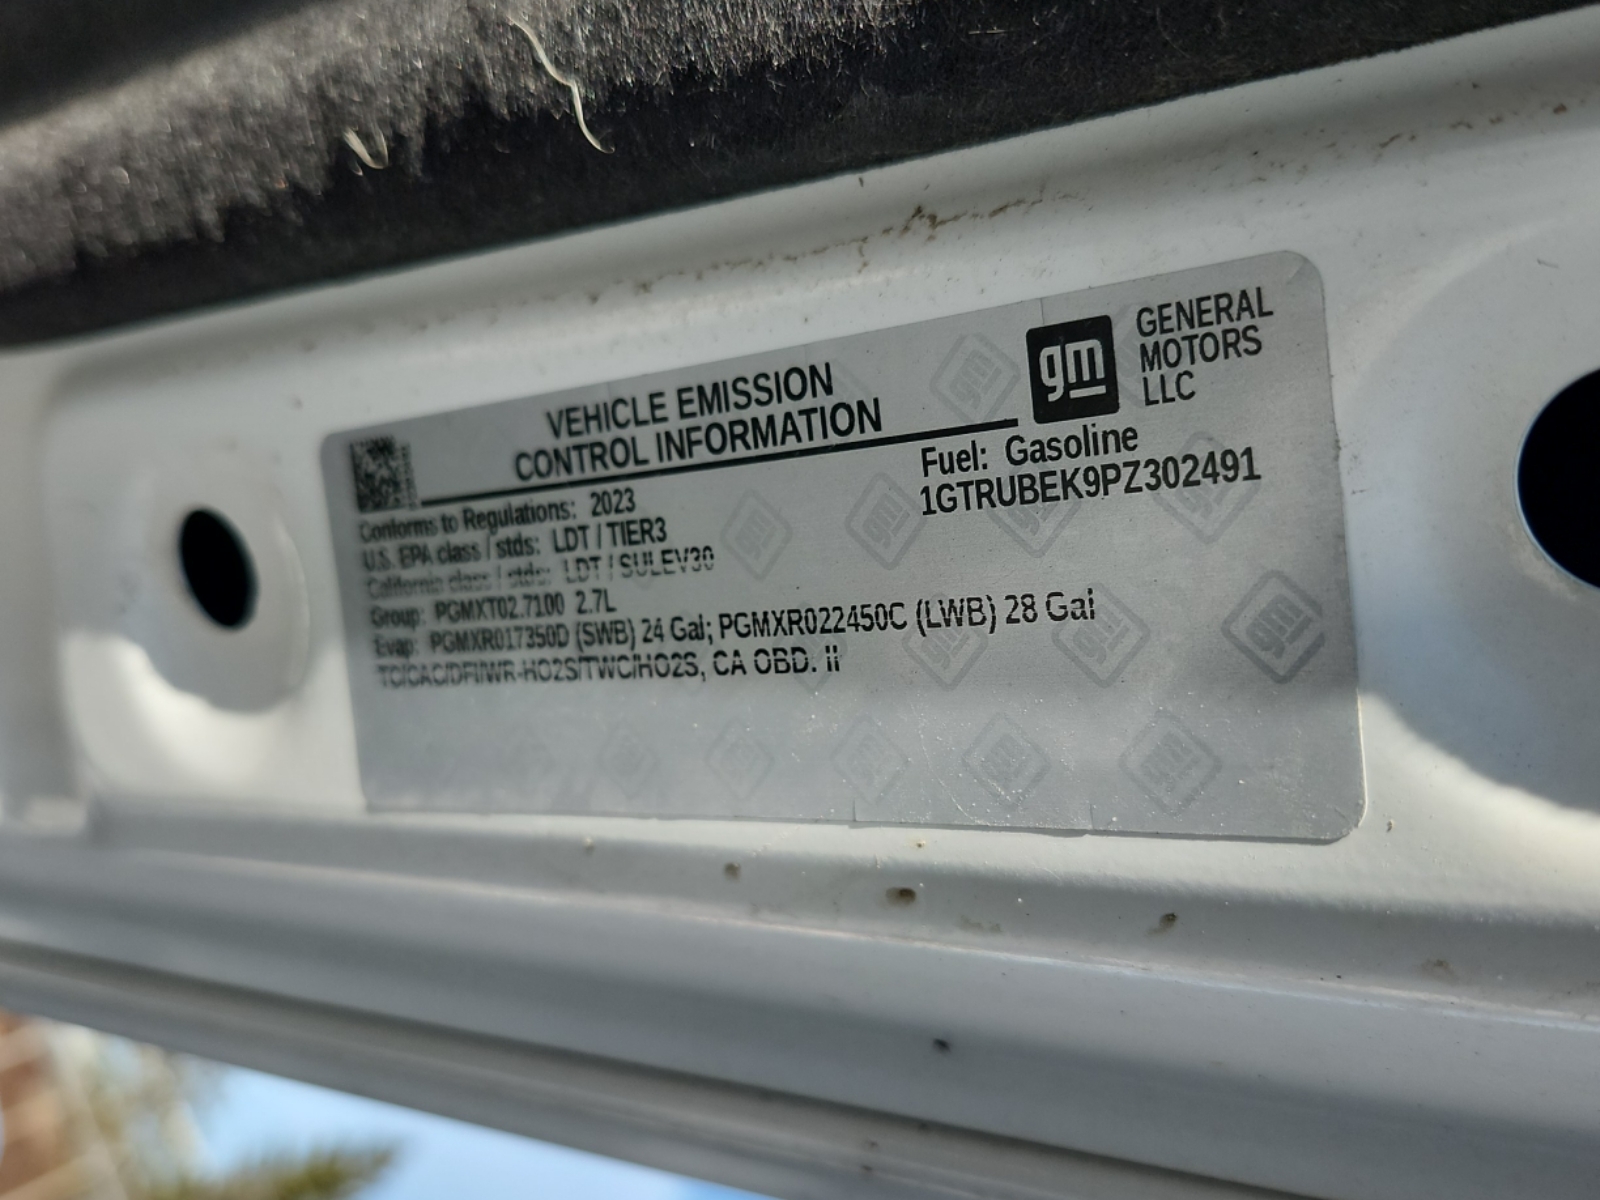 VEHICLE EMISSION
CONTROL INFORMATION
gm
GENERAL
MOTORS
LLC
Fuel: Gasoline
1GTRUBEK9PZ302491
Conforms to Regulations: 2023
U.S. EPA class / stds: LDT / TIER3
California class / stds: LDT / SULEV30
Group: PGMXT02.7100 2.7L
Evap: PGMXR017350D (SWB) 24 Gal; PGMXR022450C (LWB) 28 Gal
TC/CAC/DFI/WR-HO2S/TWC/HO2S, CA OBD. II